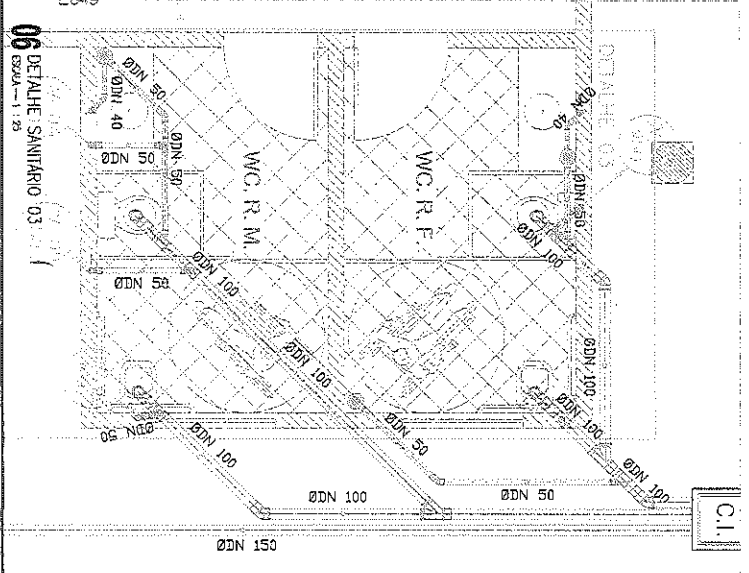 06
DETALHE SANITÁRIO 03
ESCALA 1 : 25
WC. R. M.
WC. R. F.
C.I.
DETALHE
ØDN 50
ØDN 40
ØDN 50
ØDN 50
ØDN 50
ØDN 100
ØDN 100
ØDN 50
ØDN 100
ØDN 50
ØDN 40
ØDN 50
ØDN 100
ØDN 100
ØDN 100
ØDN 100
ØDN 100
ØDN 50
ØDN 150